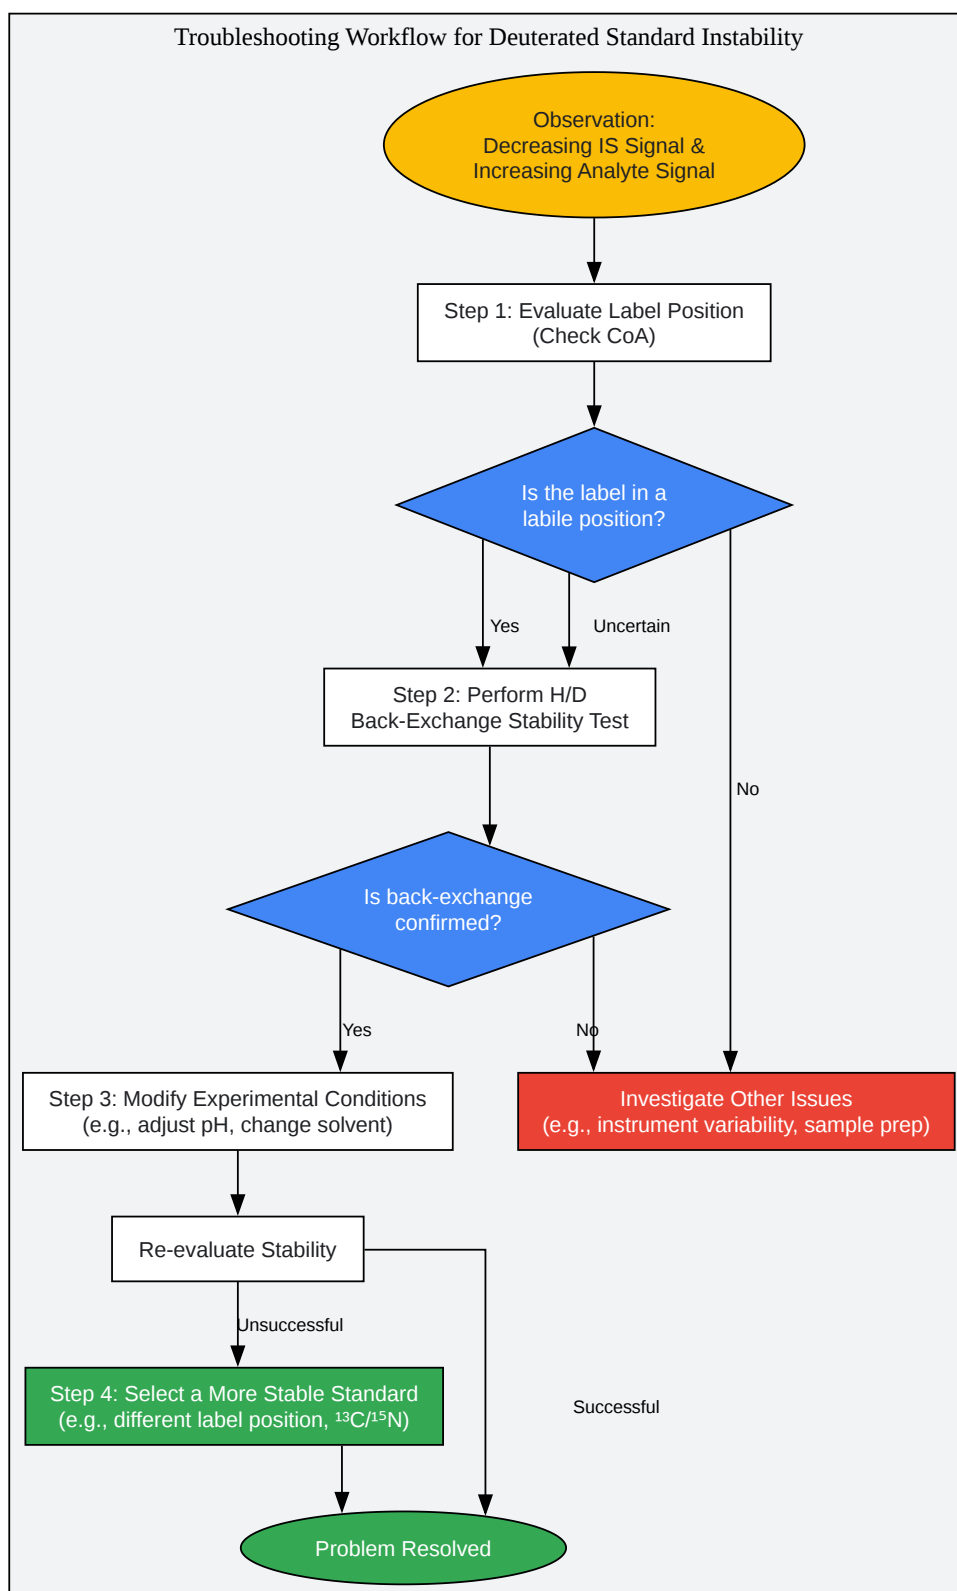 Troubleshooting Workflow for Deuterated Standard Instability
Observation:
Decreasing IS Signal &
Increasing Analyte Signal
Step 1: Evaluate Label Position
(Check CoA)
Is the label in a
labile position?
Yes
Uncertain
Step 2: Perform H/D
Back-Exchange Stability Test
No
Is back-exchange
confirmed?
Yes
No
Step 3: Modify Experimental Conditions
(e.g., adjust pH, change solvent)
Investigate Other Issues
(e.g., instrument variability, sample prep)
Re-evaluate Stability
Unsuccessful
Step 4: Select a More Stable Standard
(e.g., different label position, ¹³C/¹⁵N)
Successful
Problem Resolved